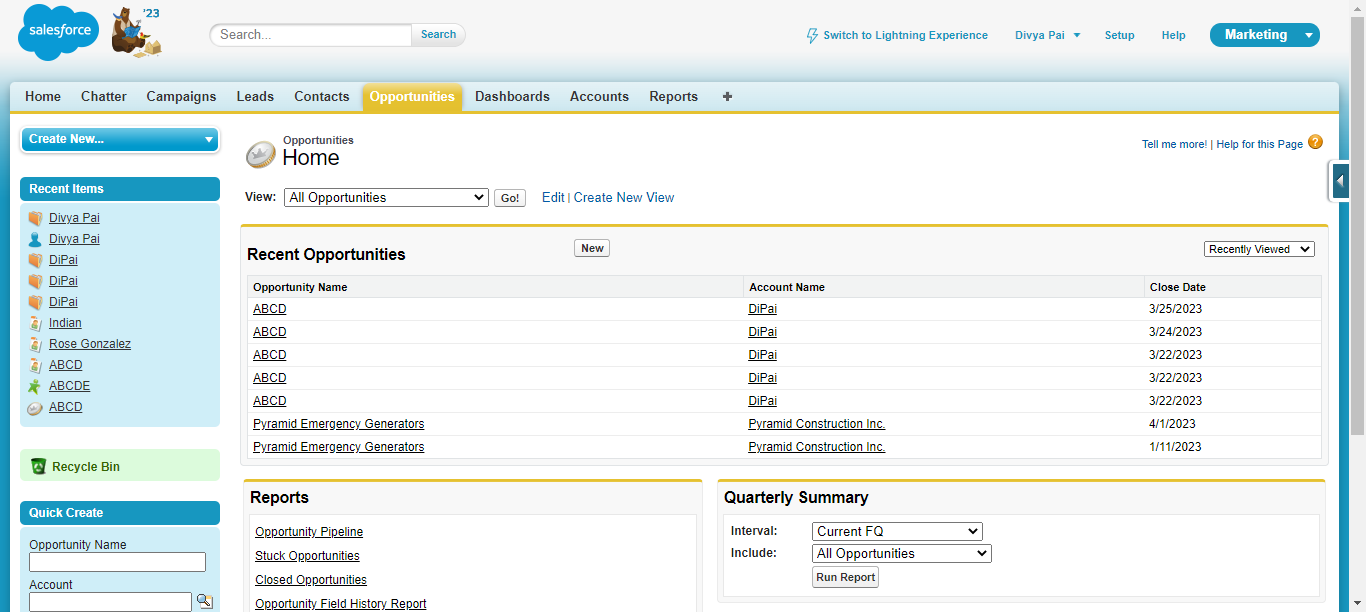 salesforce
'23
Search...
Search
Switch to Lightning Experience
Divya Pai
Setup
Help
Marketing
Home Chatter Campaigns Leads Contacts Opportunities Dashboards Accounts Reports +
Create New...
Recent Items
Divya Pai
Divya Pai
DiPai
DiPai
DiPai
Indian
Rose Gonzalez
ABCD
ABCDE
ABCD
Recycle Bin
Quick Create
Opportunity Name
Account
Opportunities
Home
Tell me more! | Help for this Page ?
View: All Opportunities Go! Edit | Create New View
Recent Opportunities New Recently Viewed
Opportunity Name Account Name Close Date
ABCD DiPai 3/25/2023
ABCD DiPai 3/24/2023
ABCD DiPai 3/22/2023
ABCD DiPai 3/22/2023
ABCD DiPai 3/22/2023
Pyramid Emergency Generators Pyramid Construction Inc. 4/1/2023
Pyramid Emergency Generators Pyramid Construction Inc. 1/11/2023
Reports
Opportunity Pipeline
Stuck Opportunities
Closed Opportunities
Opportunity Field History Report
Quarterly Summary
Interval: Current FQ
Include: All Opportunities
Run Report